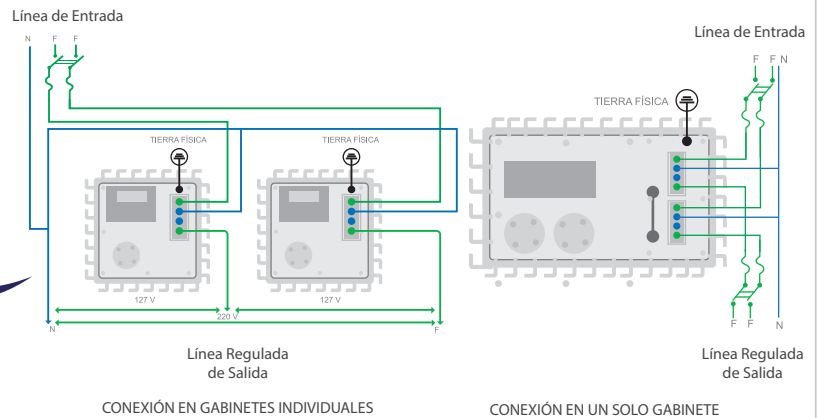 Línea de Entrada
N F F
TIERRA FÍSICA
TIERRA FÍSICA
127 V
127 V
220 V
N
F
Línea Regulada
de Salida
CONEXIÓN EN GABINETES INDIVIDUALES
Línea de Entrada
F F N
TIERRA FÍSICA
F F N
Línea Regulada
de Salida
CONEXIÓN EN UN SOLO GABINETE